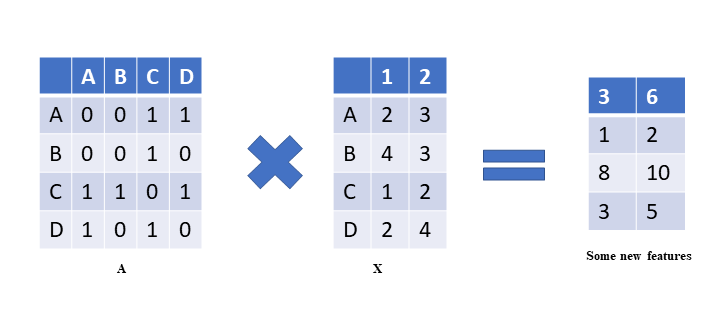 A B C D
A 0 0 1 1
B 0 0 1 0
C 1 1 0 1
D 1 0 1 0
A
1 2
A 2 3
B 4 3
C 1 2
D 2 4
X
3 6
1 2
8 10
3 5
Some new features